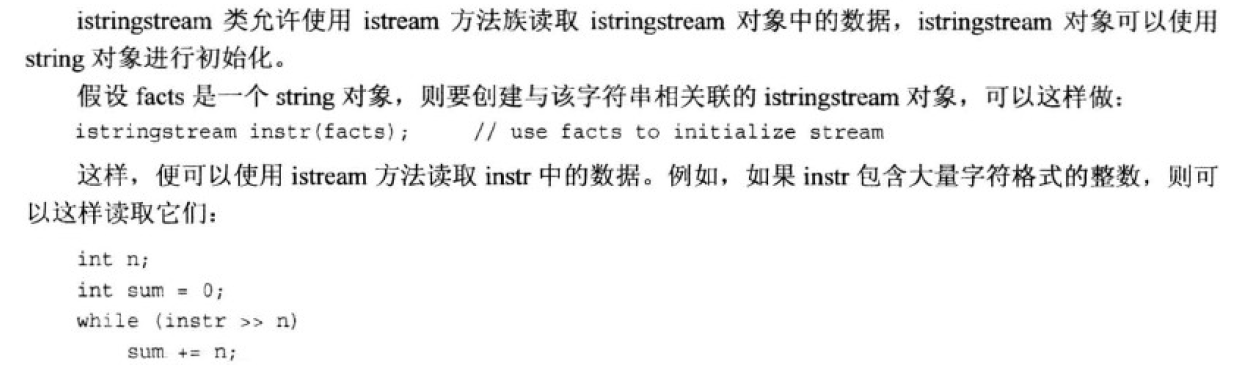 istringstream 类允许使用 istream 方法族读取 istringstream 对象中的数据，istringstream 对象可以使用
string 对象进行初始化。
假设 facts 是一个 string 对象，则要创建与该字符串相关联的 istringstream 对象，可以这样做：
istringstream instr(facts);     // use facts to initialize stream
这样，便可以使用 istream 方法读取 instr 中的数据。例如，如果 instr 包含大量字符格式的整数，则可
以这样读取它们：
int n;
int sum = 0;
while (instr >> n)
    sum += n;